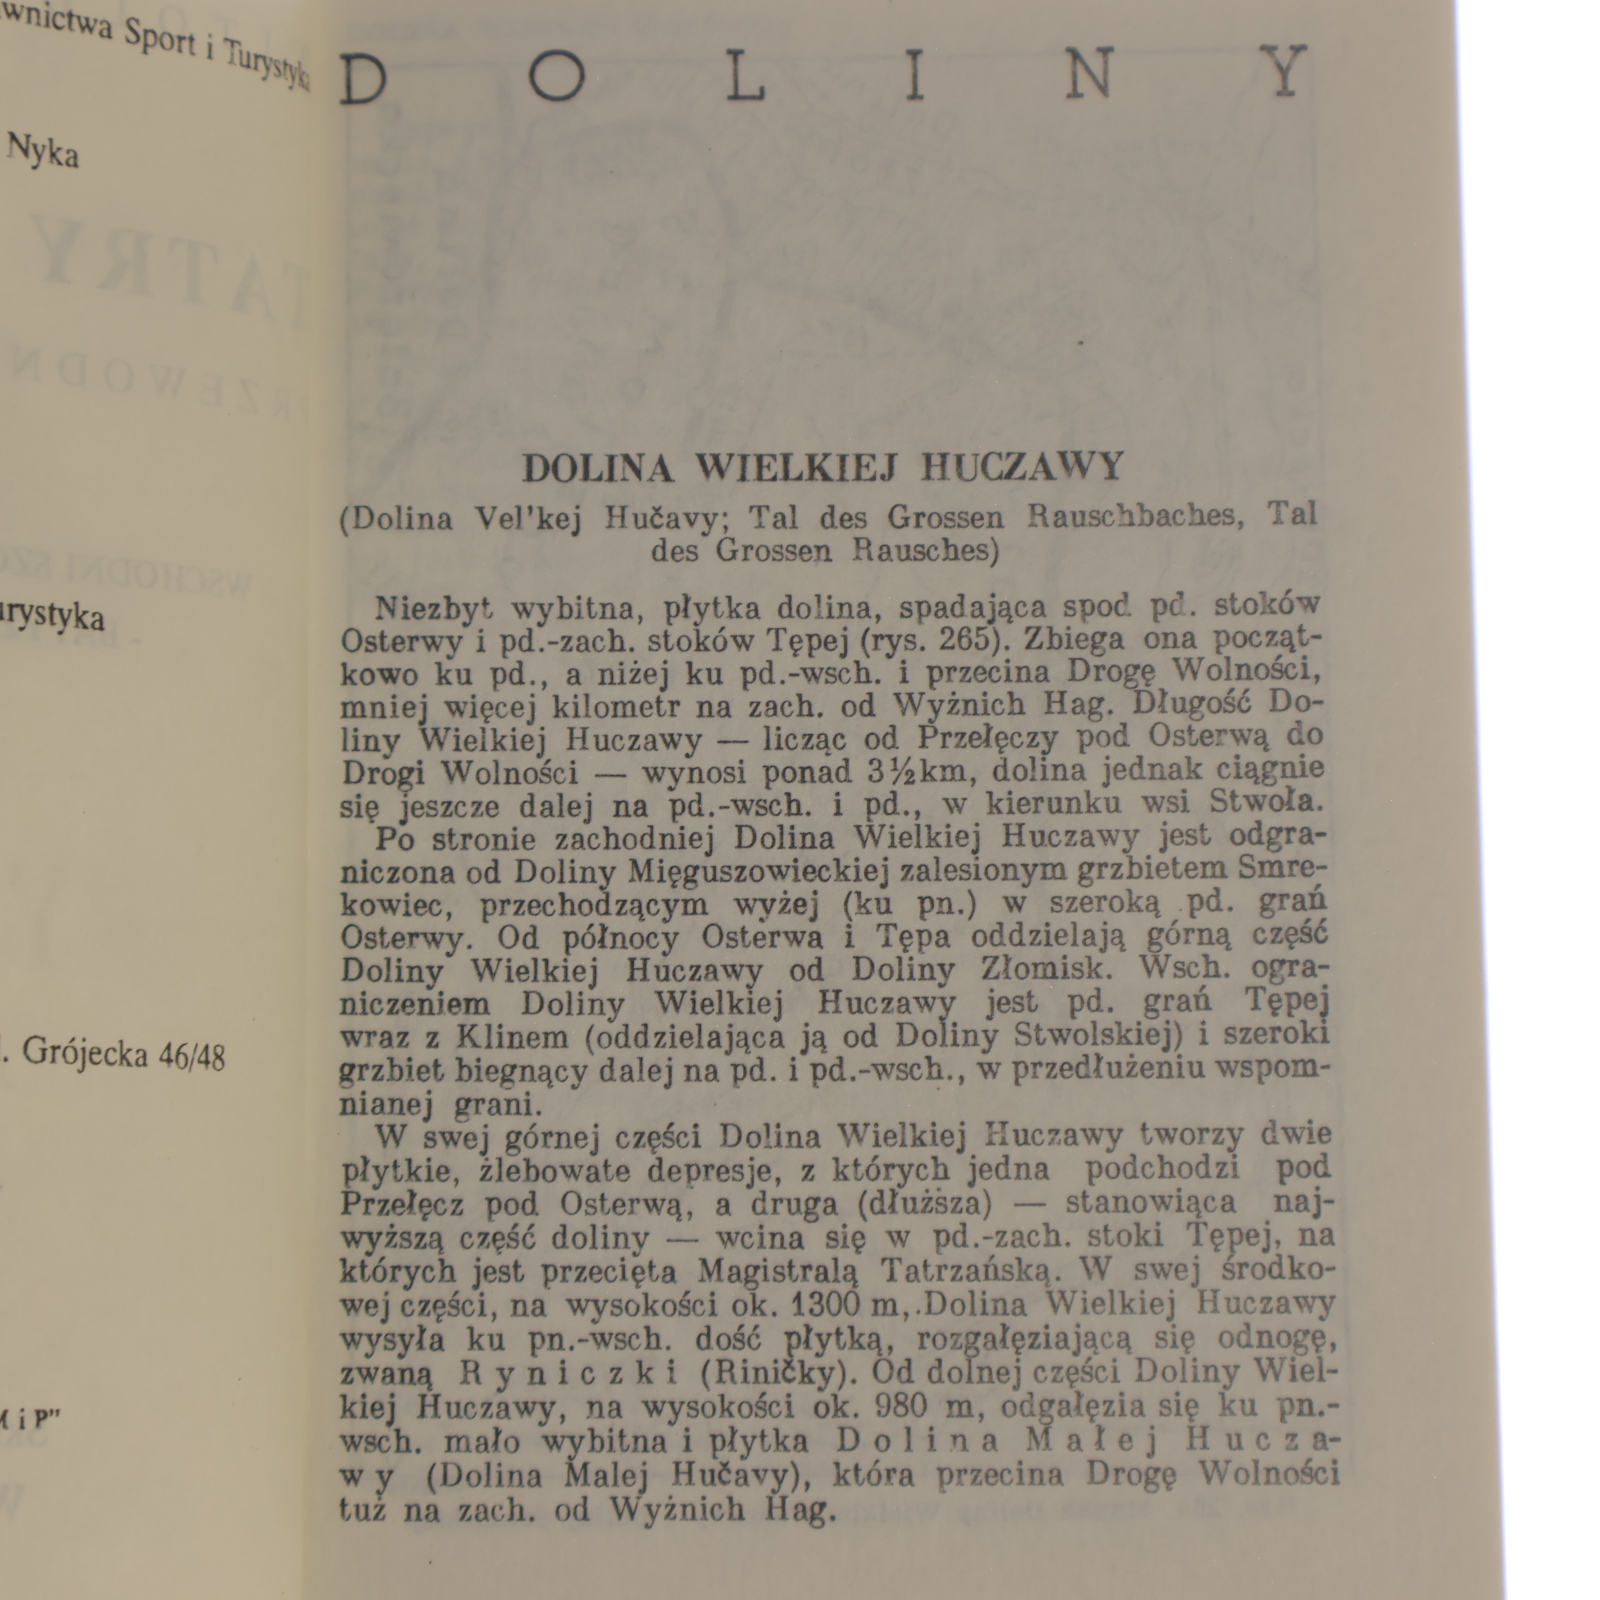 wnictwa Sport i Turystyka
Nyka
TATRY
urystyka
Grójecka 46/48
M i P"
D O L I N Y
DOLINA WIELKIEJ HUCZAWY
(Dolina Vel'kej Hučavy; Tal des Grossen Rauschbaches, Tal
des Grossen Rausches)
Niezbyt wybitna, płytka dolina, spadająca spod pd. stoków
Osterwy i pd.-zach. stoków Tępej (rys. 265). Zbiega ona począt-
kowo ku pd., a niżej ku pd.-wsch. i przecina Drogę Wolności,
mniej więcej kilometr na zach. od Wyżnich Hag. Długość Do-
liny Wielkiej Huczawy — licząc od Przełęczy pod Osterwą do
Drogi Wolności — wynosi ponad 3½km, dolina jednak ciągnie
się jeszcze dalej na pd.-wsch. i pd., w kierunku wsi Stwoła.
Po stronie zachodniej Dolina Wielkiej Huczawy jest odgra-
niczona od Doliny Mięguszowieckiej zalesionym grzbietem Smre-
kowiec, przechodzącym wyżej (ku pn.) w szeroką pd. grań
Osterwy. Od północy Osterwa i Tępa oddzielają górną część
Doliny Wielkiej Huczawy od Doliny Złomisk. Wsch. ogra-
niczeniem Doliny Wielkiej Huczawy jest pd. grań Tępej
wraz z Klinem (oddzielająca ją od Doliny Stwolskiej) i szeroki
grzbiet biegnący dalej na pd. i pd.-wsch., w przedłużeniu wspom-
nianej grani.
W swej górnej części Dolina Wielkiej Huczawy tworzy dwie
płytkie, żlebowate depresje, z których jedna podchodzi pod
Przełęcz pod Osterwą, a druga (dłuższa) — stanowiąca naj-
wyższą część doliny — wcina się w pd.-zach. stoki Tępej, na
których jest przecięta Magistralą Tatrzańską. W swej środko-
wej części, na wysokości ok. 1300 m, Dolina Wielkiej Huczawy
wysyła ku pn.-wsch. dość płytką, rozgałęziającą się odnogę,
zwaną R y n i c z k i (Riničky). Od dolnej części Doliny Wiel-
kiej Huczawy, na wysokości ok. 980 m, odgałęzia się ku pn.-
wsch. mało wybitna i płytka D o l i n a M a ł e j H u c z a-
w y (Dolina Malej Hučavy), która przecina Drogę Wolności
tuż na zach. od Wyżnich Hag.